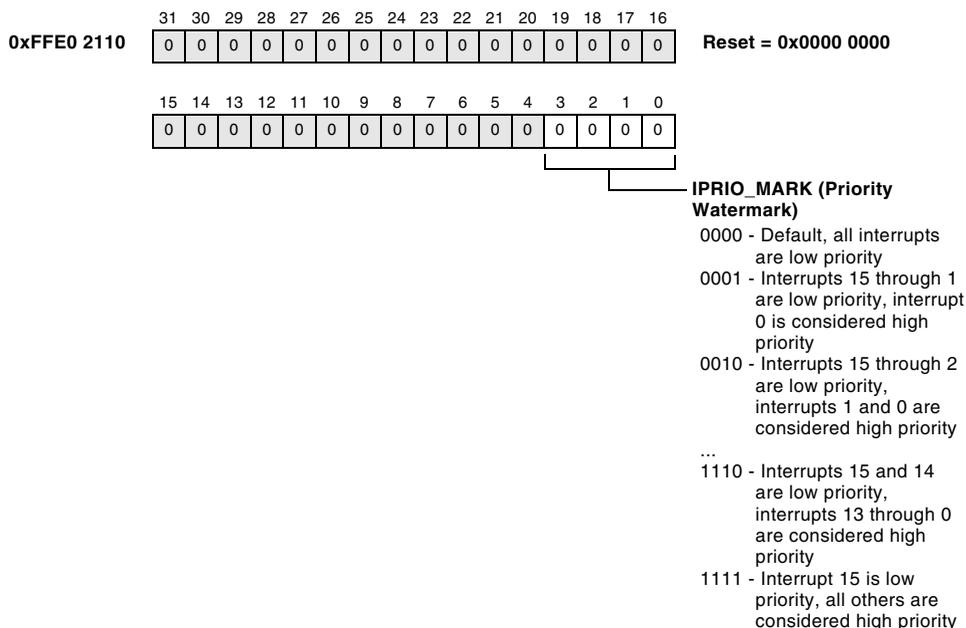 31 30 29 28 27 26 25 24 23 22 21 20 19 18 17 16
0xFFE0 2110 0 0 0 0 0 0 0 0 0 0 0 0 0 0 0 0 Reset = 0x0000 0000
15 14 13 12 11 10 9 8 7 6 5 4 3 2 1 0
0 0 0 0 0 0 0 0 0 0 0 0 0 0 0 0
IPRIO_MARK (Priority
Watermark)
0000 - Default, all interrupts
are low priority
0001 - Interrupts 15 through 1
are low priority, interrupt
0 is considered high
priority
0010 - Interrupts 15 through 2
are low priority,
interrupts 1 and 0 are
considered high priority
...
1110 - Interrupts 15 and 14
are low priority,
interrupts 13 through 0
are considered high
priority
1111 - Interrupt 15 is low
priority, all others are
considered high priority